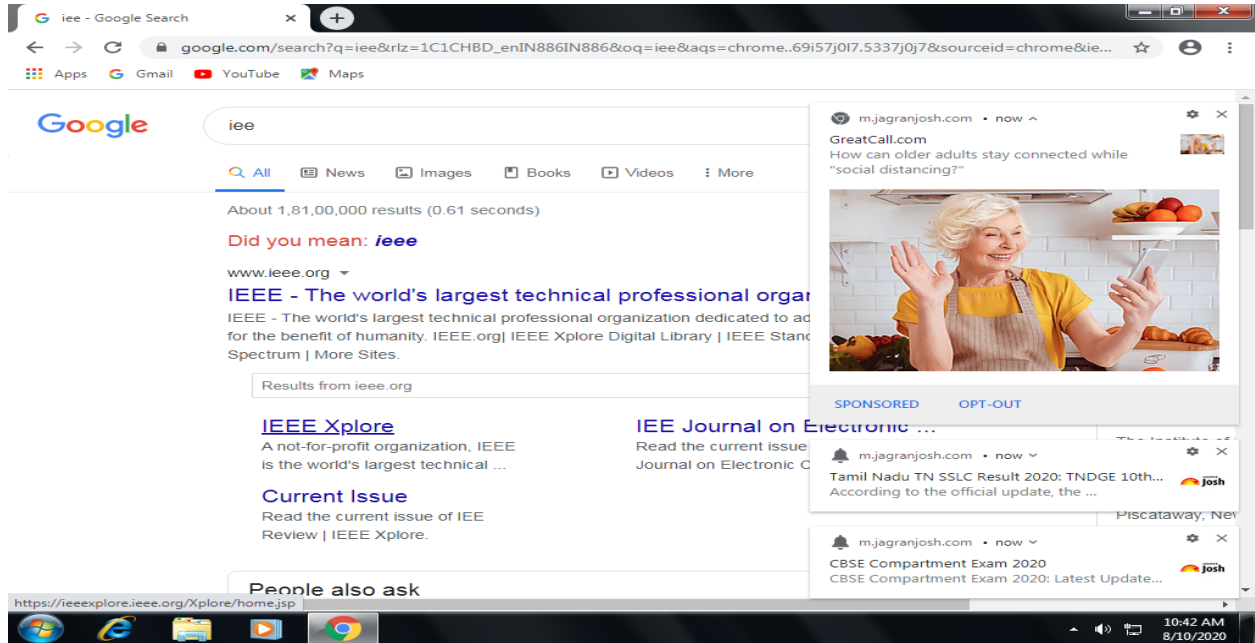 iee - Google Search
google.com/search?q=iee&rlz=1C1CHBD_enIN886IN886&oq=iee&aqs=chrome..69i57j0l7.5337j0j7&sourceid=chrome&ie...
Apps Gmail YouTube Maps
Google
iee
All News Images Books Videos More
About 1,81,00,000 results (0.61 seconds)
Did you mean: ieee
www.ieee.org
IEEE - The world's largest technical professional orgar
IEEE - The world's largest technical professional organization dedicated to ad
for the benefit of humanity. IEEE.org| IEEE Xplore Digital Library | IEEE Stand
Spectrum | More Sites.
Results from ieee.org
IEEE Xplore
A not-for-profit organization, IEEE
is the world's largest technical ...
IEE Journal on Electronic ...
Read the current issue
Journal on Electronic C
Current Issue
Read the current issue of IEE
Review | IEEE Xplore.
People also ask
m.jagranjosh.com • now
GreatCall.com
How can older adults stay connected while
"social distancing?"
SPONSORED OPT-OUT
m.jagranjosh.com • now
Tamil Nadu TN SSLC Result 2020: TNDGE 10th...
According to the official update, the ...
Josh
Piscataway, Nev
m.jagranjosh.com • now
CBSE Compartment Exam 2020
CBSE Compartment Exam 2020: Latest Update...
Josh
https://ieeexplore.ieee.org/Xplore/home.jsp
10:42 AM
8/10/2020